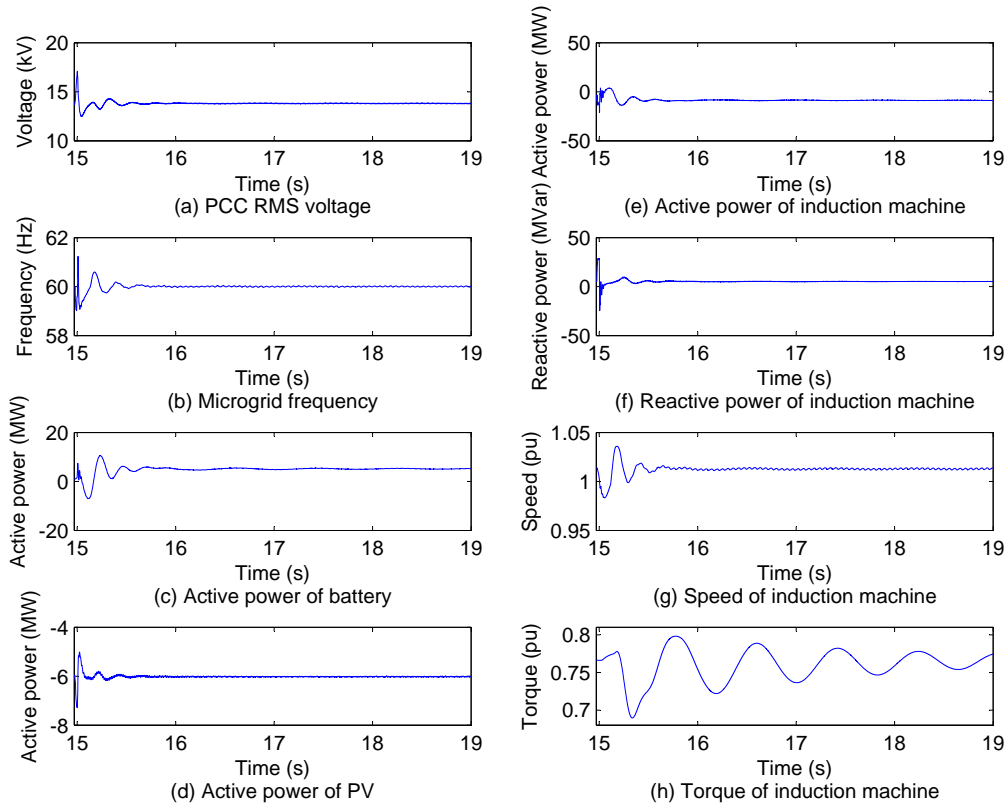 Voltage (kV)
20
15
10
15 16 17 18 19
Time (s)
(a) PCC RMS voltage
Frequency (Hz)
62
60
58
15 16 17 18 19
Time (s)
(b) Microgrid frequency
Active power (MW)
20
0
-20
15 16 17 18 19
Time (s)
(c) Active power of battery
Active power (MW)
-4
-6
-8
15 16 17 18 19
Time (s)
(d) Active power of PV
Active power (MW)
50
0
-50
15 16 17 18 19
Time (s)
(e) Active power of induction machine
Reactive power (MVar)
50
0
-50
15 16 17 18 19
Time (s)
(f) Reactive power of induction machine
Speed (pu)
1.05
1
0.95
15 16 17 18 19
Time (s)
(g) Speed of induction machine
Torque (pu)
0.8
0.7
15 16 17 18 19
Time (s)
(h) Torque of induction machine